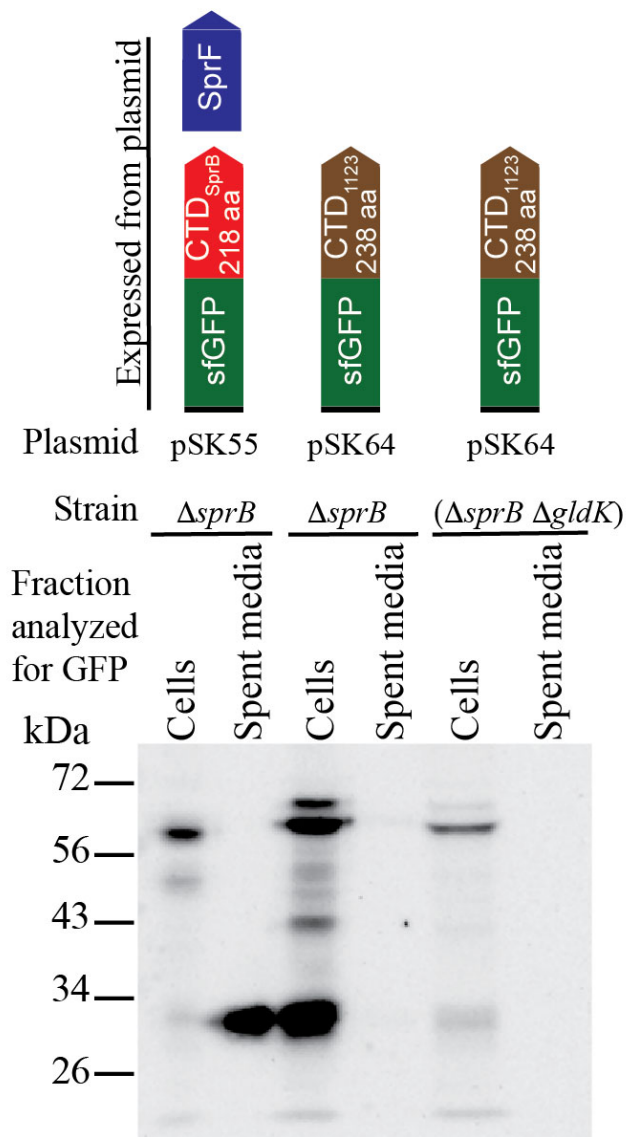 Expressed from plasmid
SprF
CTD SprB
218 aa
sfGFP
CTD 1123
238 aa
sfGFP
CTD 1123
238 aa
sfGFP
Plasmid pSK55 pSK64 pSK64
Strain ΔsprB ΔsprB (ΔsprB ΔgldK)
Fraction
analyzed
for GFP
Cells
Spent media
Cells
Spent media
Cells
Spent media
kDa
72
56
43
34
26